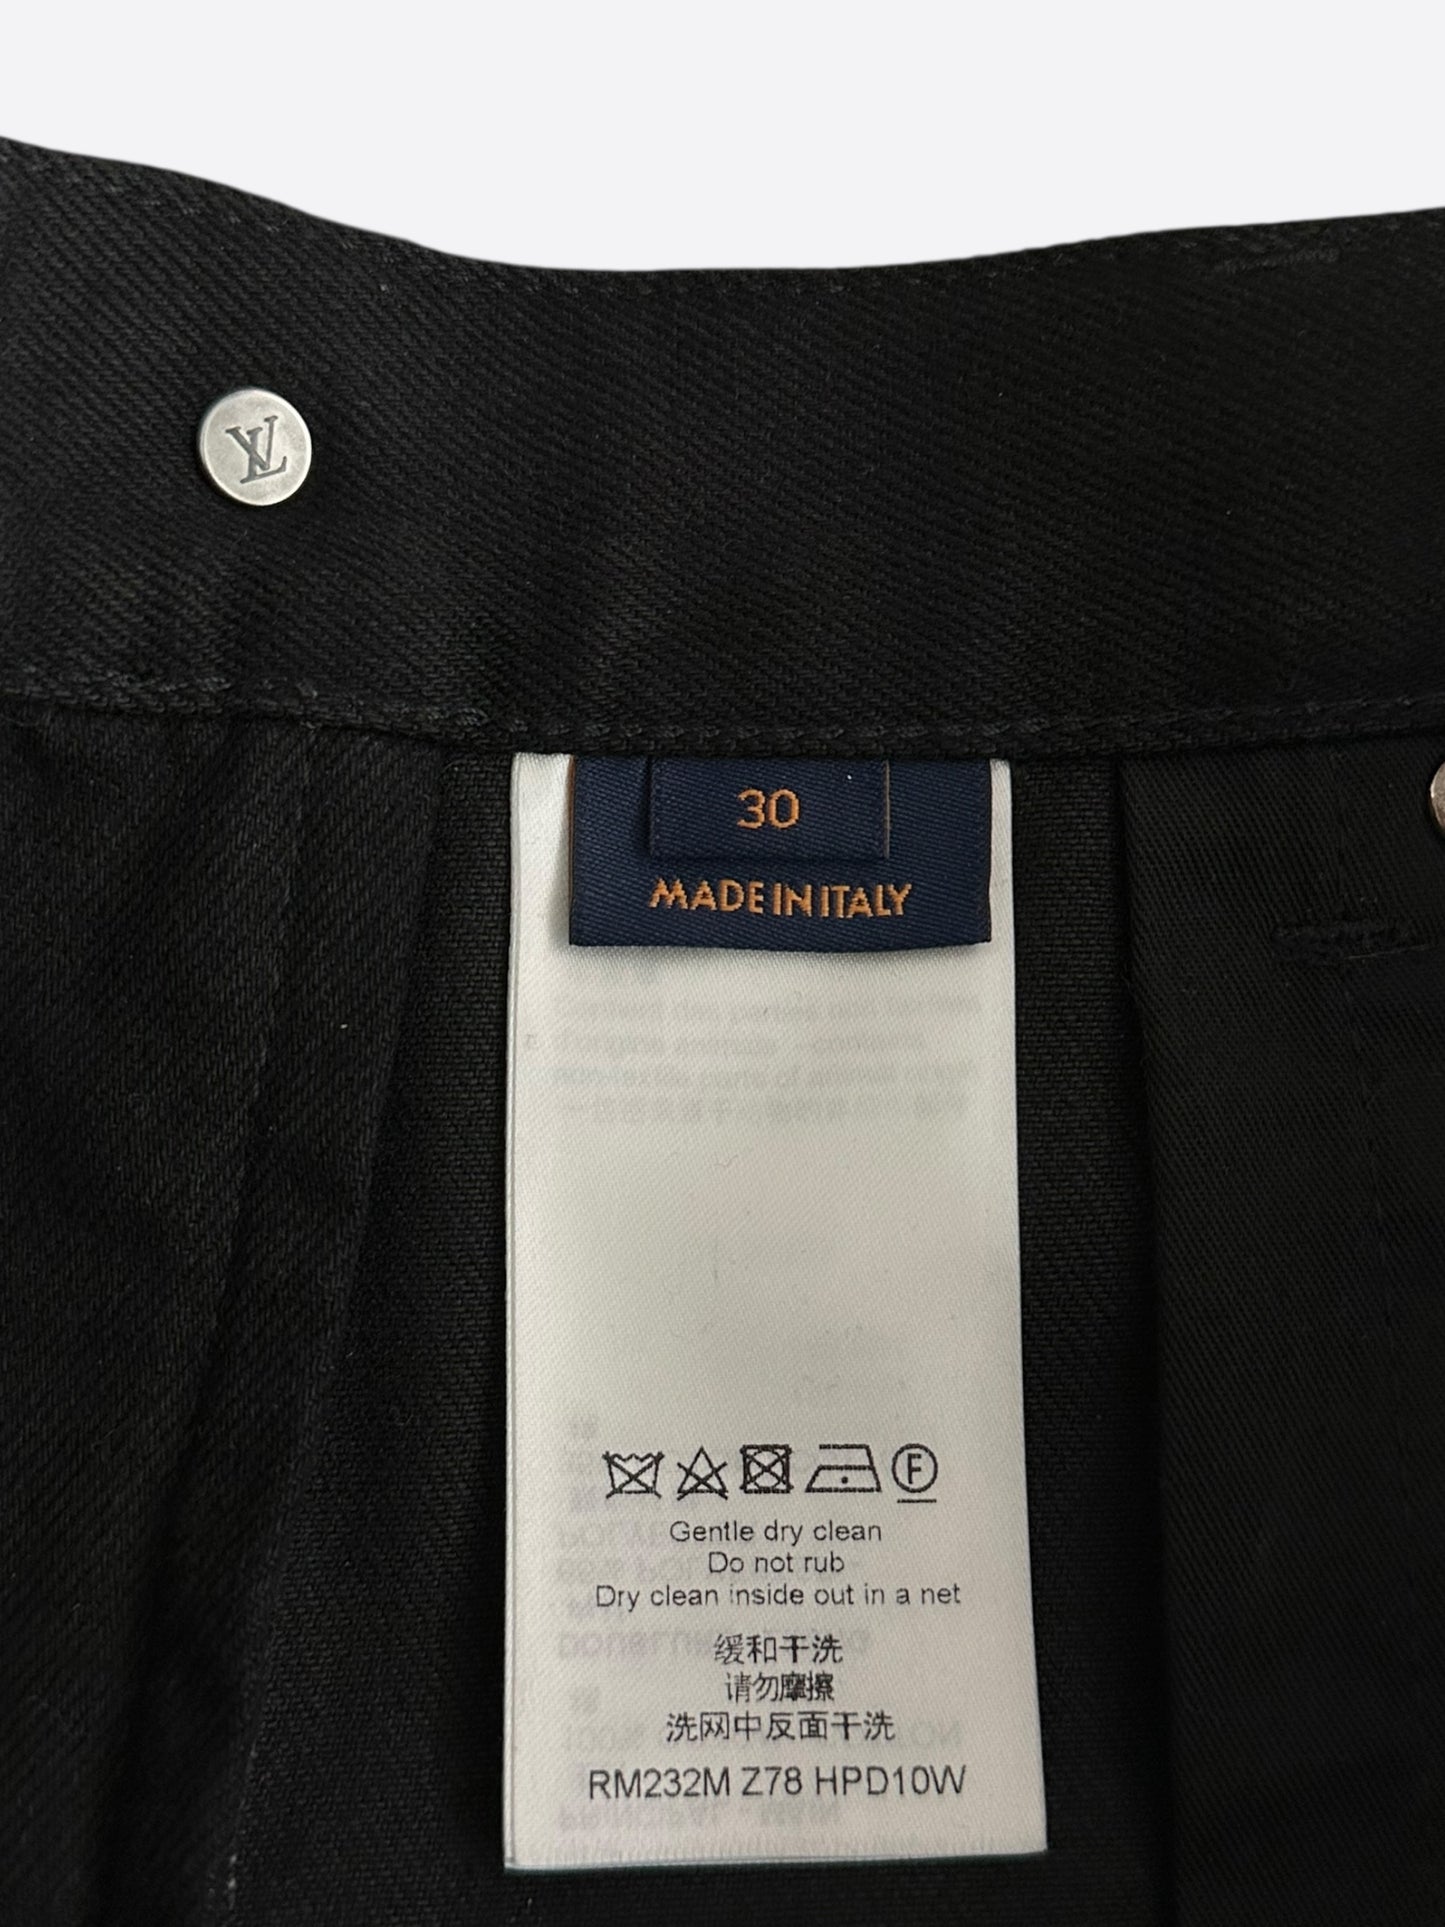 LV
30
MADE IN ITALY
F
Gentle dry clean
Do not rub
Dry clean inside out in a net
缓和干洗
请勿摩擦
洗网中反面干洗
RM232M Z78 HPD10W